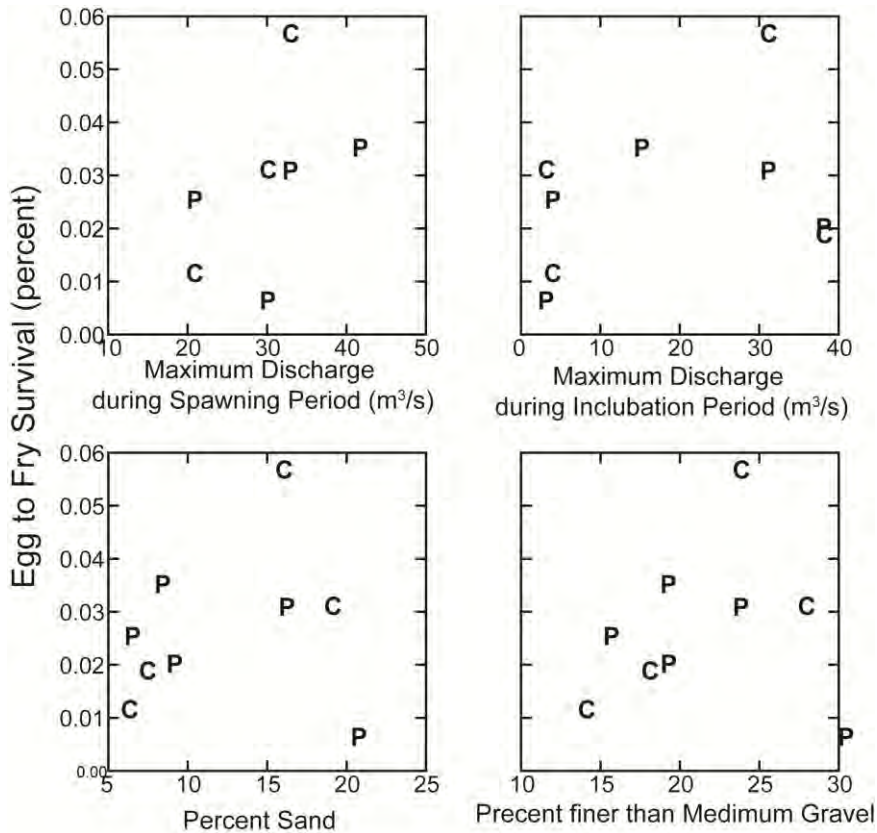 Egg to Fry Survival (percent)
0.06
0.05
0.04
0.03
0.02
0.01
0.00
C
P
C P
P
C
P
10 20 30 40 50
Maximum Discharge
during Spawning Period (m³/s)
C
P
C
P
P
P
C
C
P
0 10 20 30 40
Maximum Discharge
during Inclubation Period (m³/s)
0.06
0.05
0.04
0.03
0.02
0.01
0.00
C
P
P C
P
P
C
C
P
5 10 15 20 25
Percent Sand
C
P
P C
P
P
C
C
P
10 15 20 25 30
Precent finer than Medimum Gravel